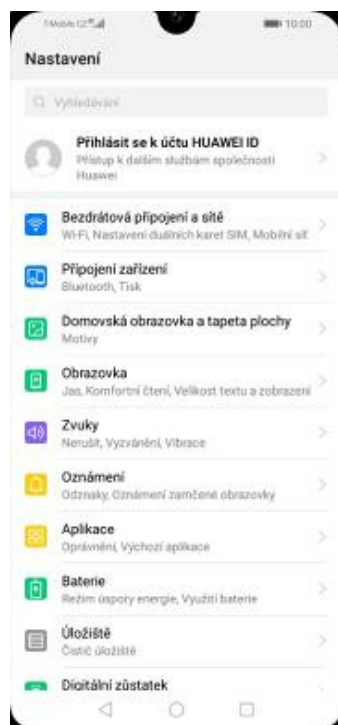 T-Mobile CZ
10:00
Nastavení
Vyhledávání
Přihlásit se k účtu HUAWEI ID
Přístup k dalším službám společnosti
Huawei
Bezdrátová připojení a sítě
Wi-Fi, Nastavení duálních karet SIM, Mobilní síť
Připojení zařízení
Bluetooth, Tisk
Domovská obrazovka a tapeta plochy
Motivy
Obrazovka
Jas, Komfortní čtení, Velikost textu a zobrazení
Zvuky
Nerušit, Vyzvánění, Vibrace
Oznámení
Odznaky, Oznámení zamčené obrazovky
Aplikace
Oprávnění, Výchozí aplikace
Baterie
Režim úspory energie, Využití baterie
Úložiště
Čistič úložiště
Digitální zůstatek